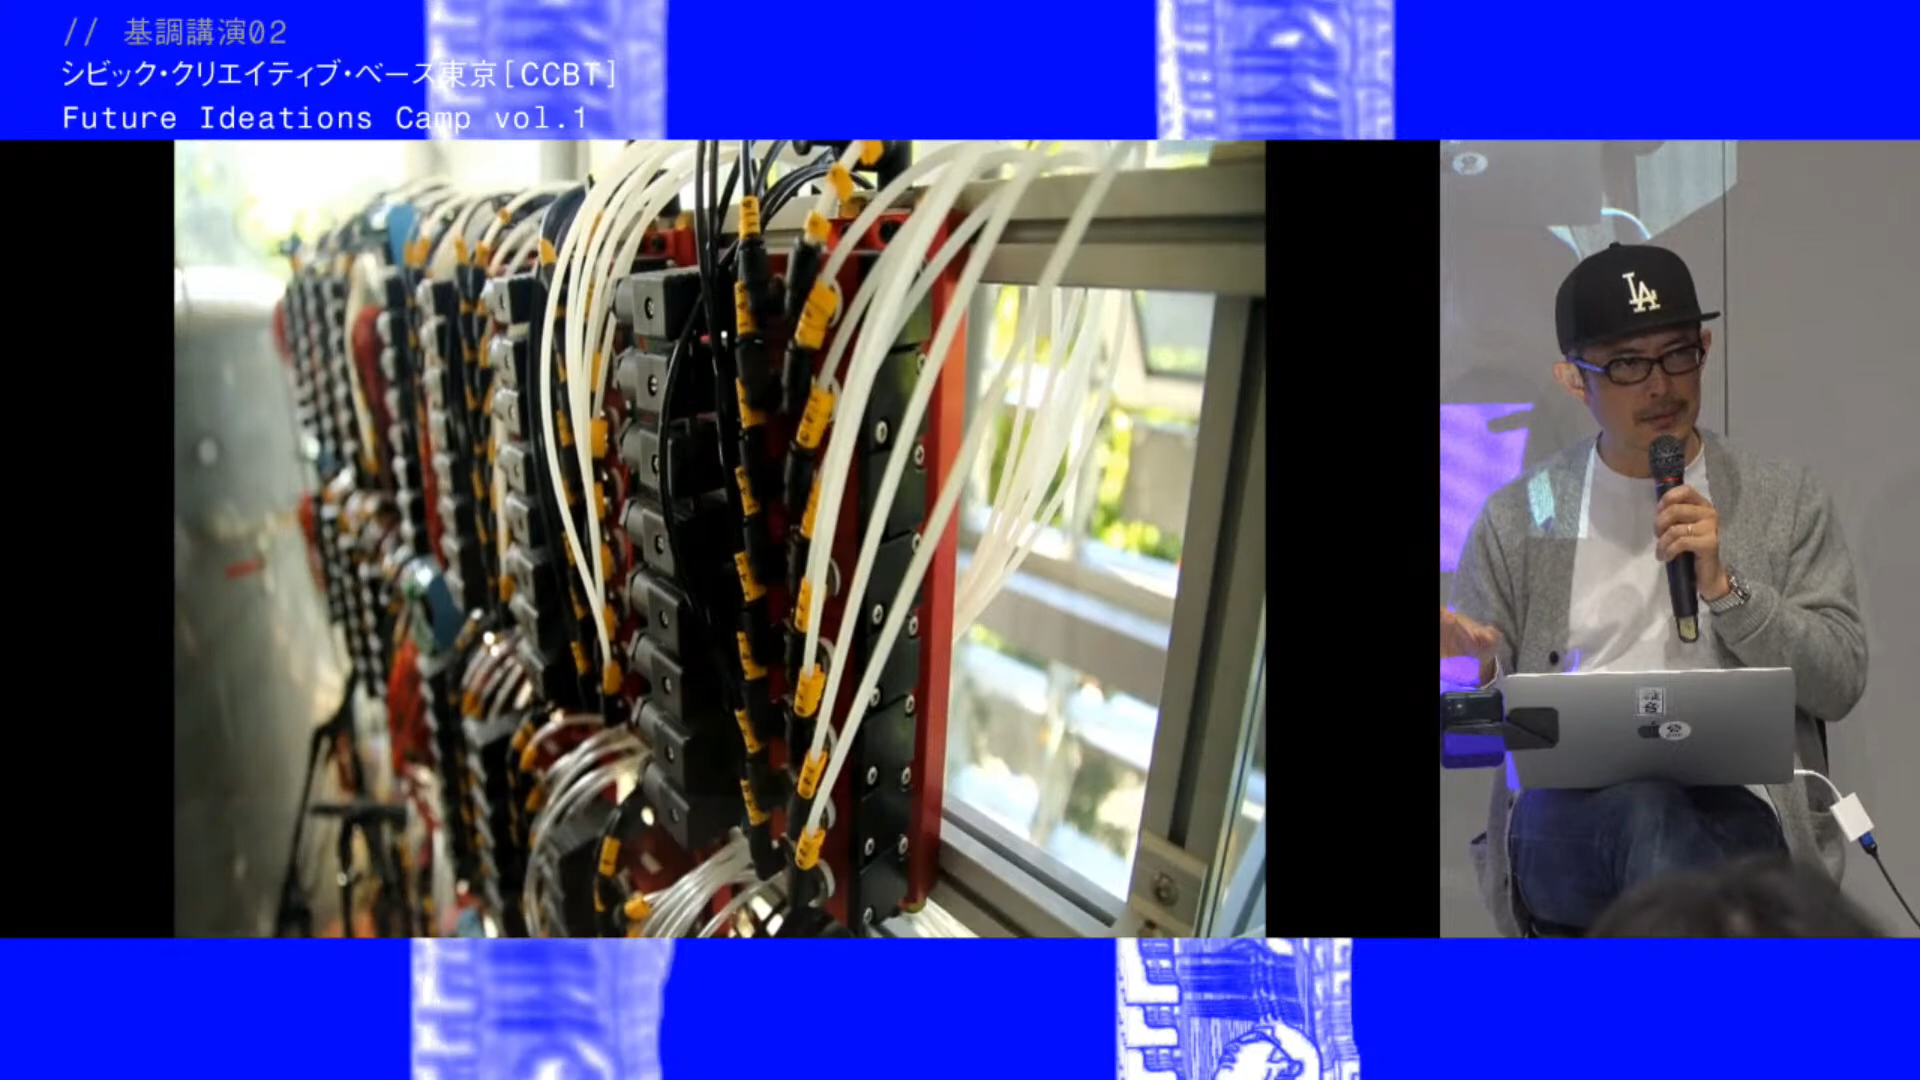 // 基調講演02
シビック・クリエイティブ・ベース東京[CCBT]
Future Ideations Camp vol.1
LA